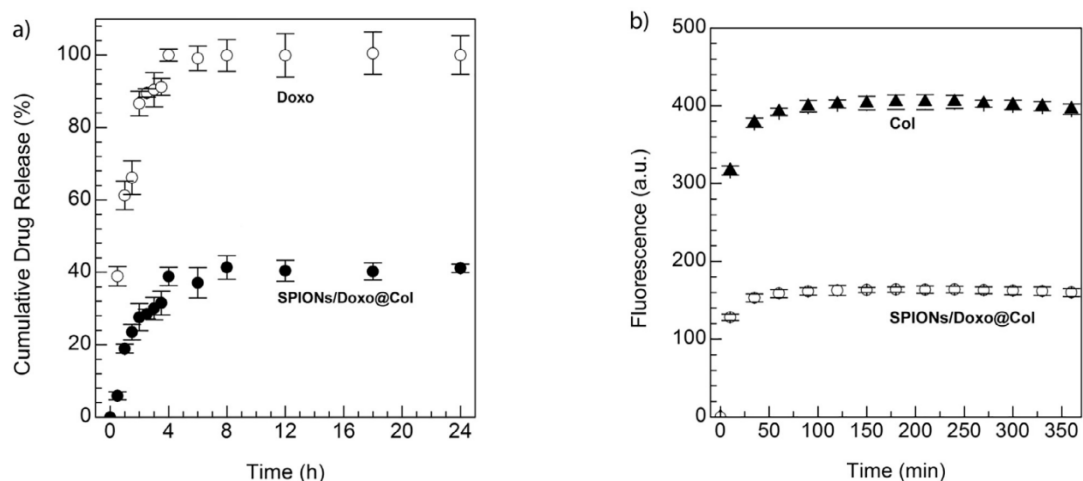 a)
Cumulative Drug Release (%)
100
80
60
40
20
0
Doxo
SPIONs/Doxo@Col
0 4 8 12 16 20 24
Time (h)
b)
Fluorescence (a.u.)
500
400
300
200
100
0
Col
SPIONs/Doxo@Col
0 50 100 150 200 250 300 350
Time (min)